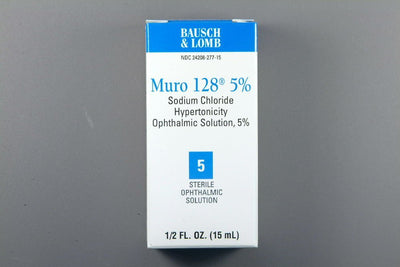 BAUSCH
& LOMB
NDC 24208-277-15
Muro 128® 5%
Sodium Chloride
Hypertonicity
Ophthalmic Solution, 5%
5
STERILE
OPHTHALMIC
SOLUTION
1/2 FL. OZ. (15 mL)